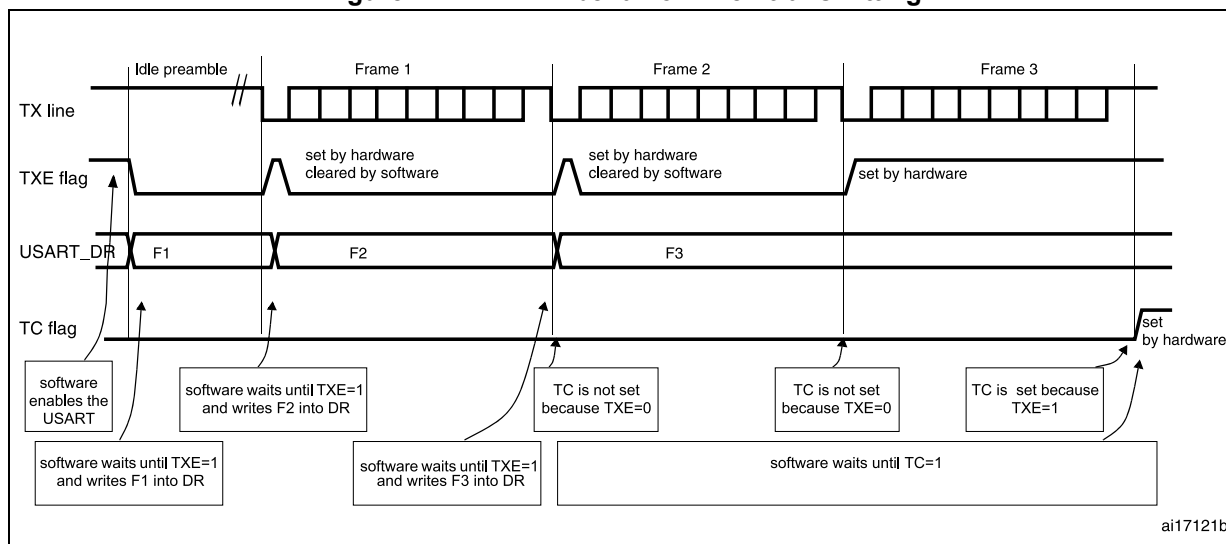 Idle preamble
Frame 1
Frame 2
Frame 3
TX line
TXE flag
set by hardware
cleared by software
set by hardware
cleared by software
set by hardware
USART_DR
F1
F2
F3
TC flag
set
by hardware
software
enables the
USART
software waits until TXE=1
and writes F2 into DR
TC is not set
because TXE=0
TC is not set
because TXE=0
TC is set because
TXE=1
software waits until TXE=1
and writes F1 into DR
software waits until TXE=1
and writes F3 into DR
software waits until TC=1
ai17121b